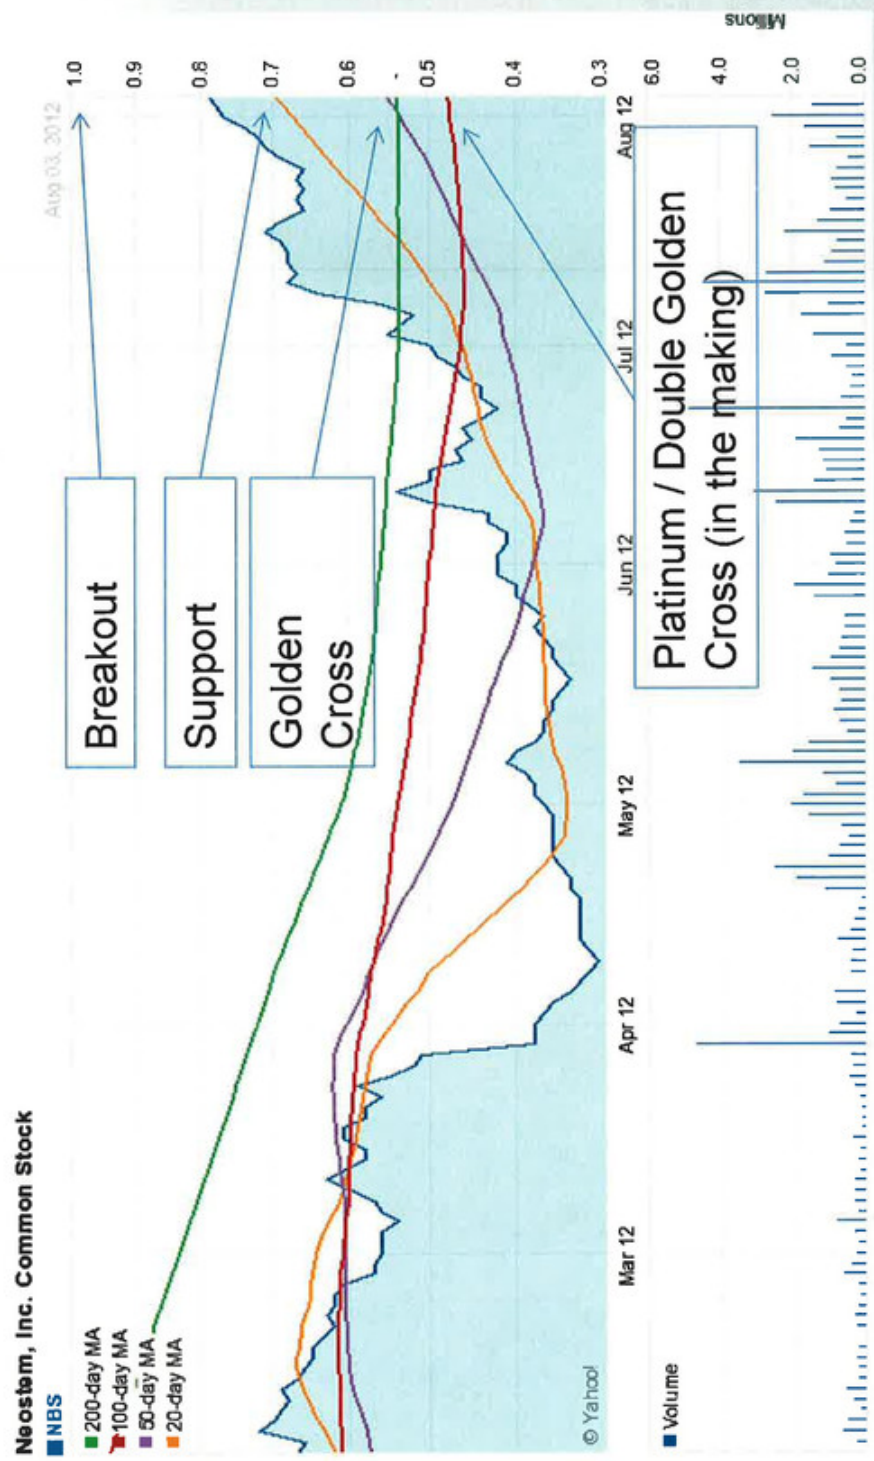 Neostem, Inc. Common Stock
NBS
200-day MA
100-day MA
50-day MA
20-day MA
Aug 03, 2012
1.0
0.9
0.8
0.7
0.6
0.5
0.4
0.3
Breakout
Support
Golden
Cross
Platinum / Double Golden
Cross (in the making)
© Yahoo!
Mar 12
Apr 12
May 12
Jun 12
Jul 12
Aug 12
Volume
6.0
4.0
2.0
0.0
Millions